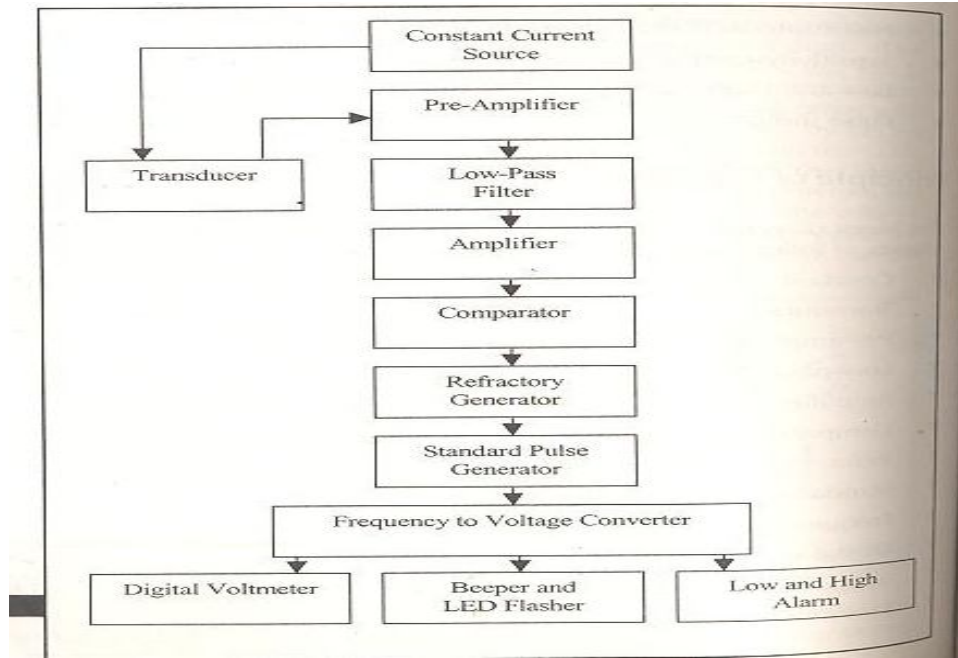 Constant Current
Source
Pre-Amplifier
Transducer
Low-Pass
Filter
Amplifier
Comparator
Refractory
Generator
Standard Pulse
Generator
Frequency to Voltage Converter
Digital Voltmeter
Beeper and
LED Flasher
Low and High
Alarm